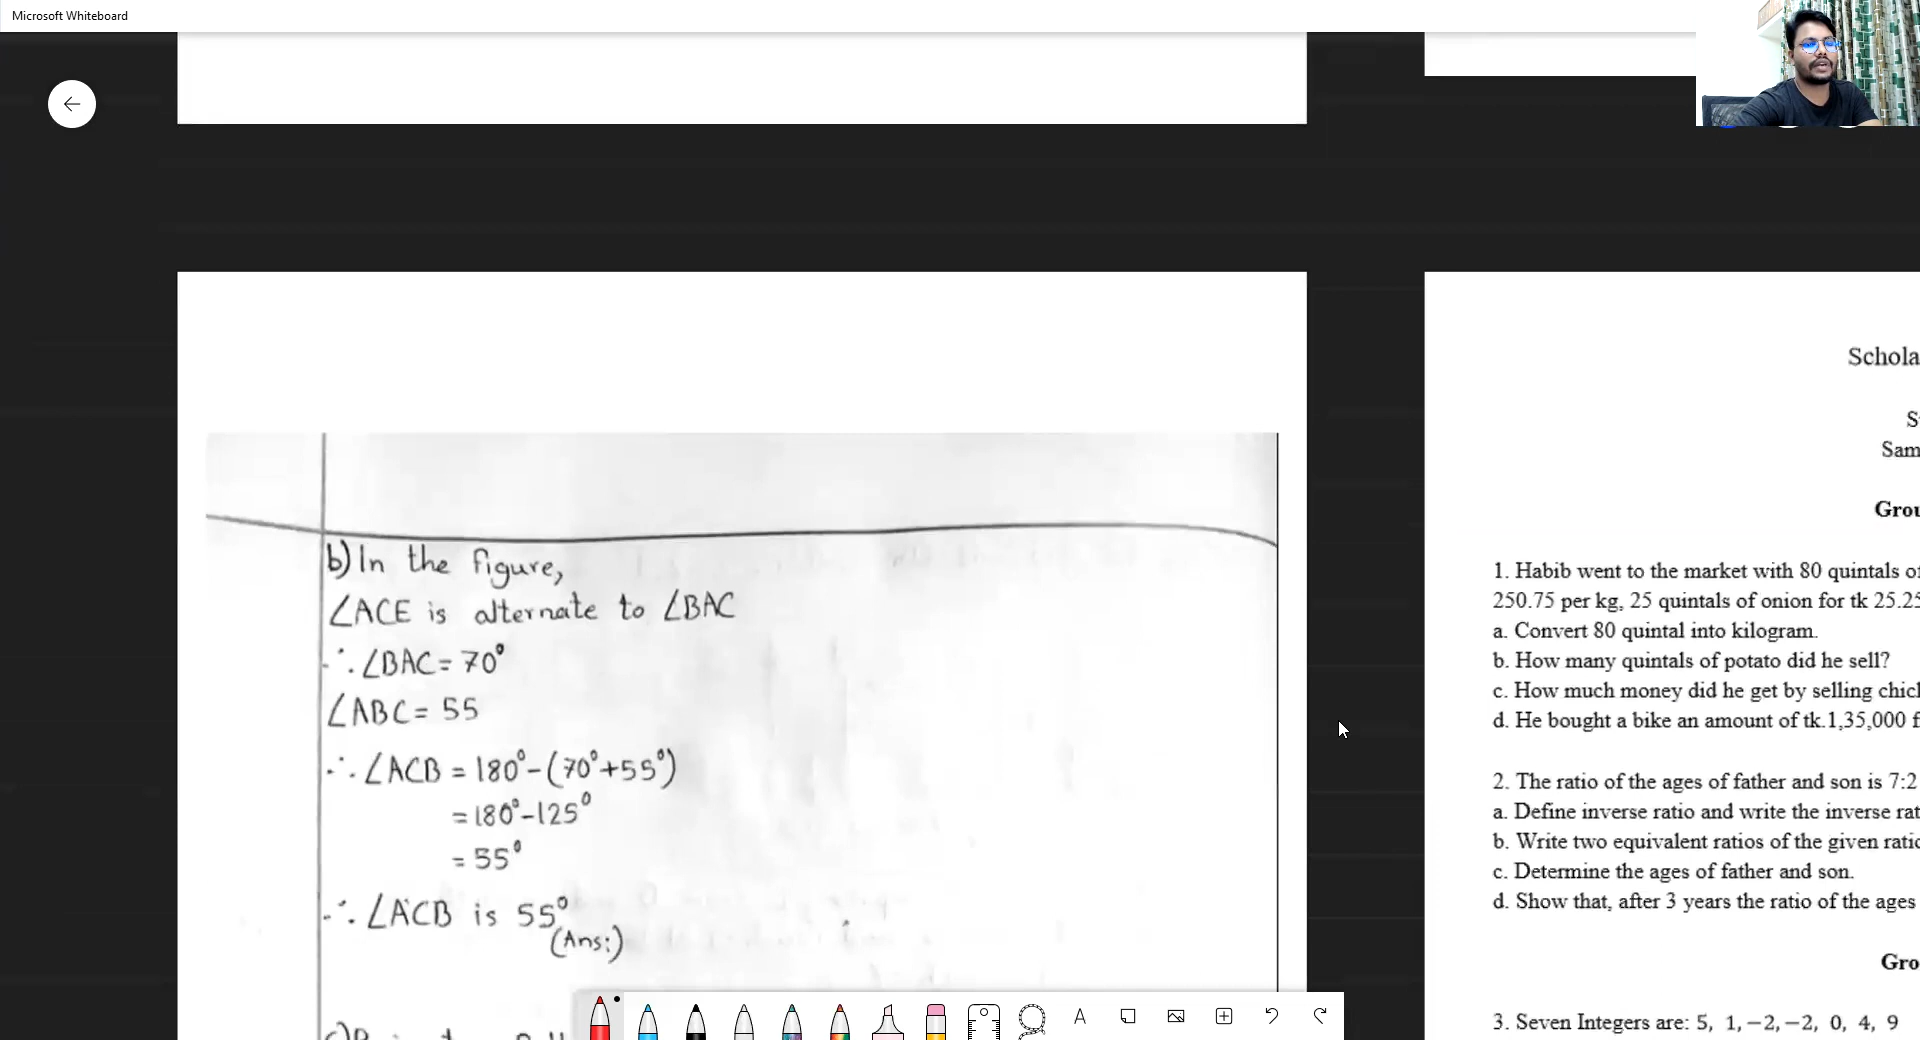 Microsoft Whiteboard
b) In the figure,
∠ACE is alternate to ∠BAC
∴ ∠BAC = 70°
∠ABC = 55
∴ ∠ACB = 180° - (70° + 55°)
= 180° - 125°
= 55°
∴ ∠ACB is 55°
(Ans:)
Schola
Sam
Grou
1. Habib went to the market with 80 quintals of
250.75 per kg, 25 quintals of onion for tk 25.25
a. Convert 80 quintal into kilogram.
b. How many quintals of potato did he sell?
c. How much money did he get by selling chicl
d. He bought a bike an amount of tk.1,35,000 f
2. The ratio of the ages of father and son is 7:2
a. Define inverse ratio and write the inverse rat
b. Write two equivalent ratios of the given ratio
c. Determine the ages of father and son.
d. Show that, after 3 years the ratio of the ages
Gro
3. Seven Integers are: 5, 1, −2, −2, 0, 4, 9